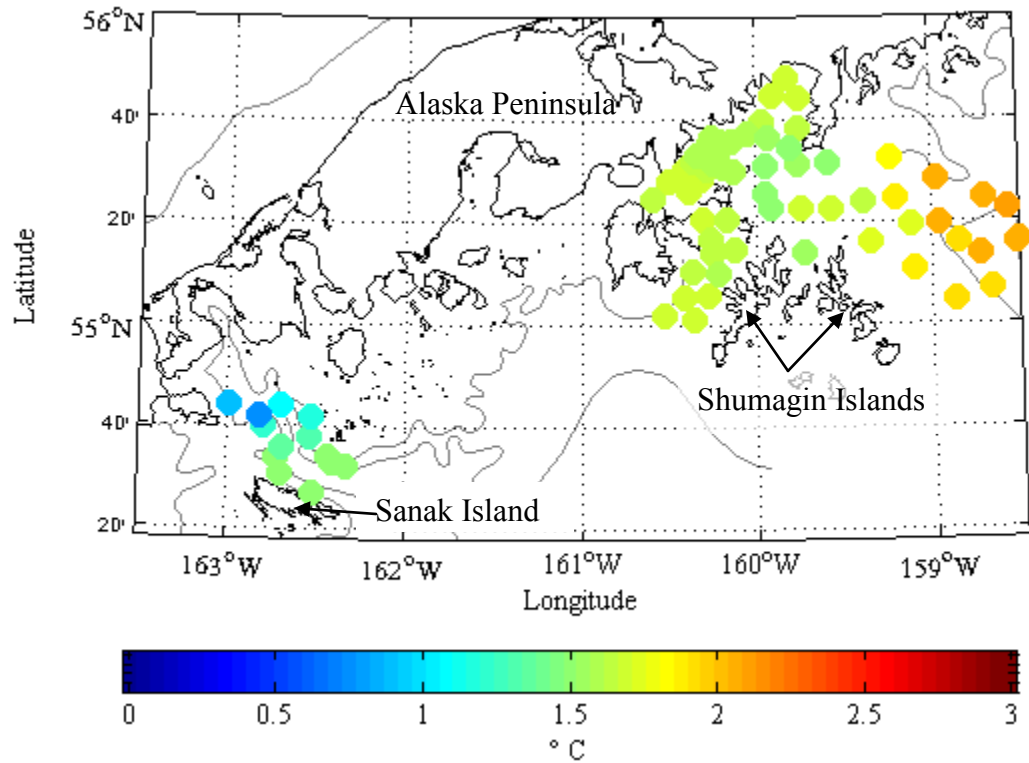 56°N
Alaska Peninsula
40'
20'
Latitude
55°N
Shumagin Islands
40'
Sanak Island
20'
163°W 162°W 161°W 160°W 159°W
Longitude
0 0.5 1 1.5 2 2.5 3
° C